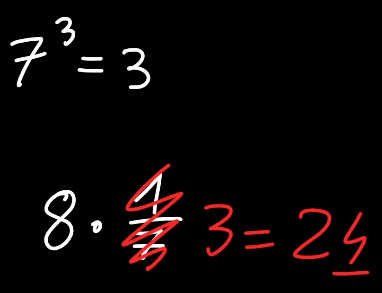 7³ = 3
8 · 3 = 24